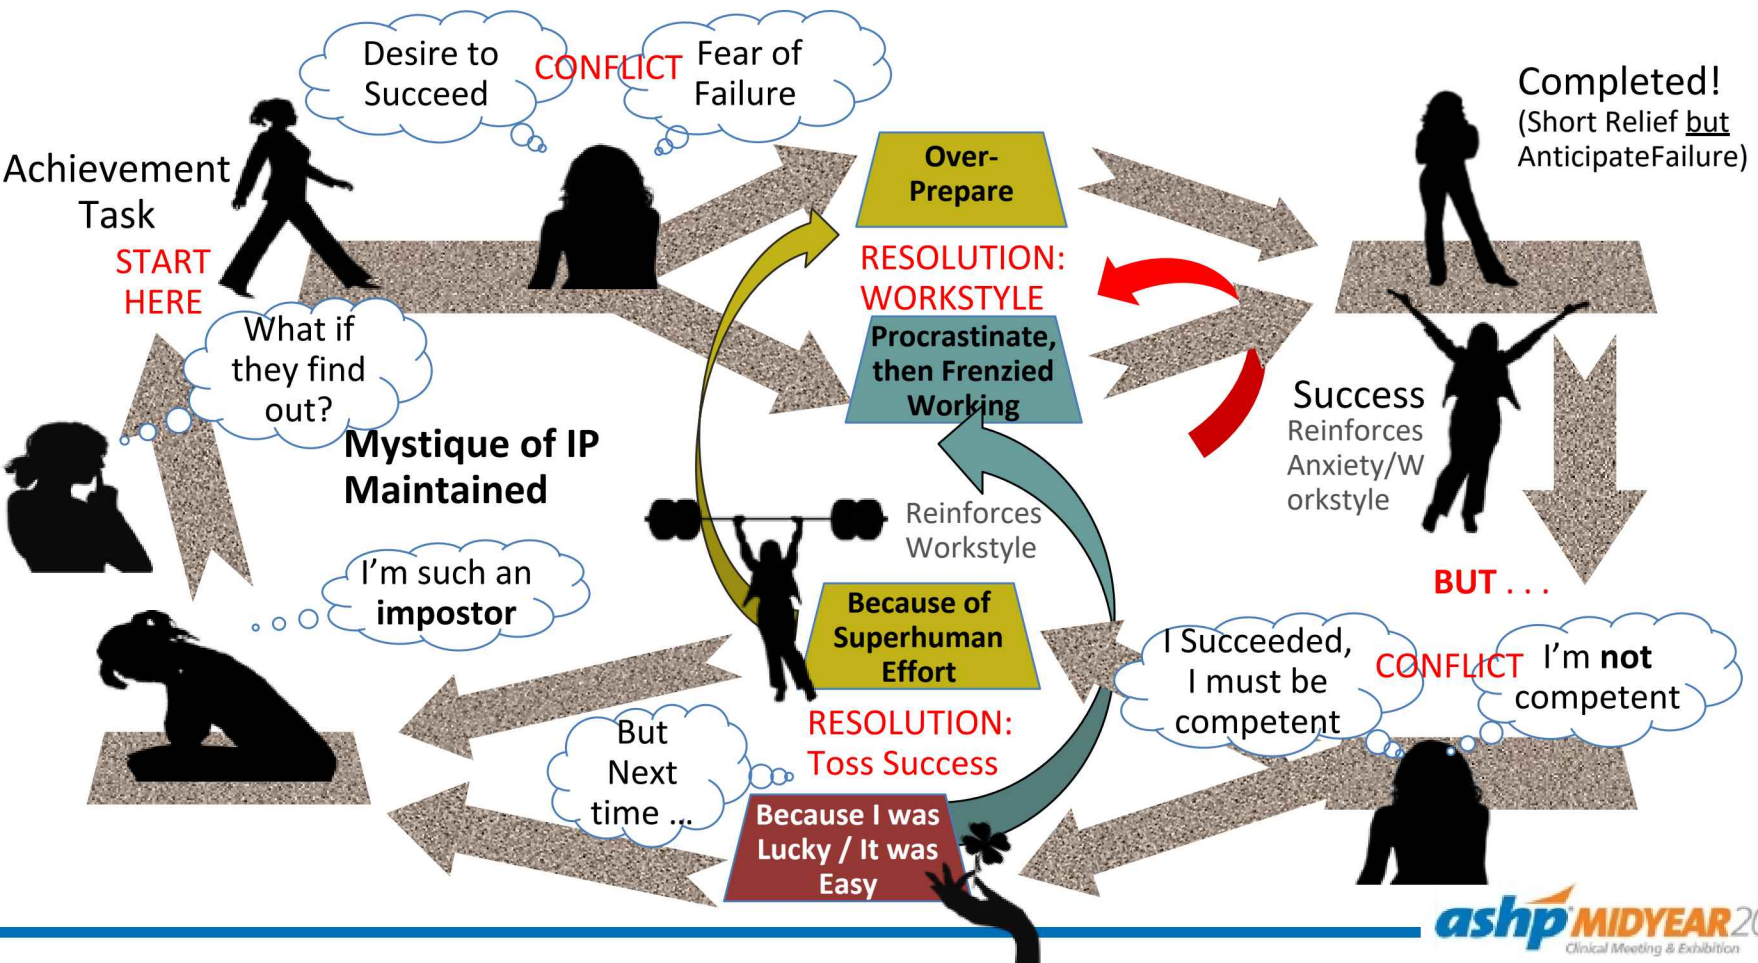 Desire to
Succeed
CONFLICT
Fear of
Failure
Achievement
Task
START
HERE
Over-
Prepare
RESOLUTION:
WORKSTYLE
Procrastinate,
then Frenzied
Working
Completed!
(Short Relief but
AnticipateFailure)
Success
Reinforces
Anxiety/W
orkstyle
BUT . . .
I Succeeded,
I must be
competent
CONFLICT
I'm not
competent
Reinforces
Workstyle
Because of
Superhuman
Effort
RESOLUTION:
Toss Success
Because I was
Lucky / It was
Easy
But
Next
time ...
I'm such an
impostor
What if
they find
out?
Mystique of IP
Maintained
ashp MIDYEAR
Clinical Meeting & Exhibition